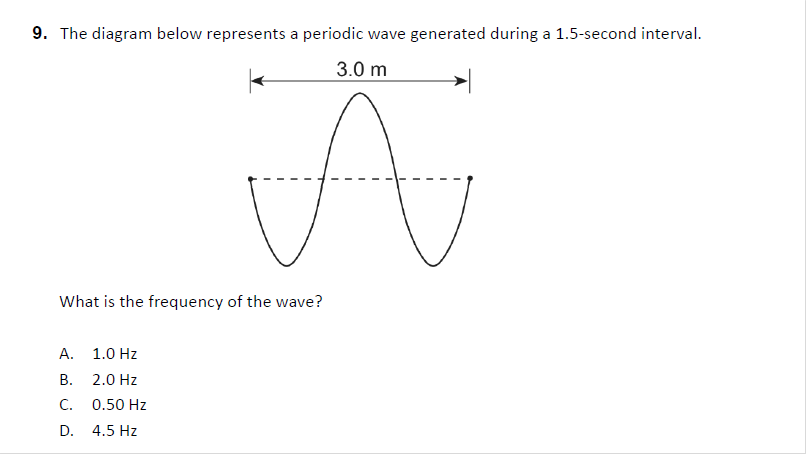 9. The diagram below represents a periodic wave generated during a 1.5-second interval.
3.0 m
What is the frequency of the wave?
A. 1.0 Hz
B. 2.0 Hz
C. 0.50 Hz
D. 4.5 Hz